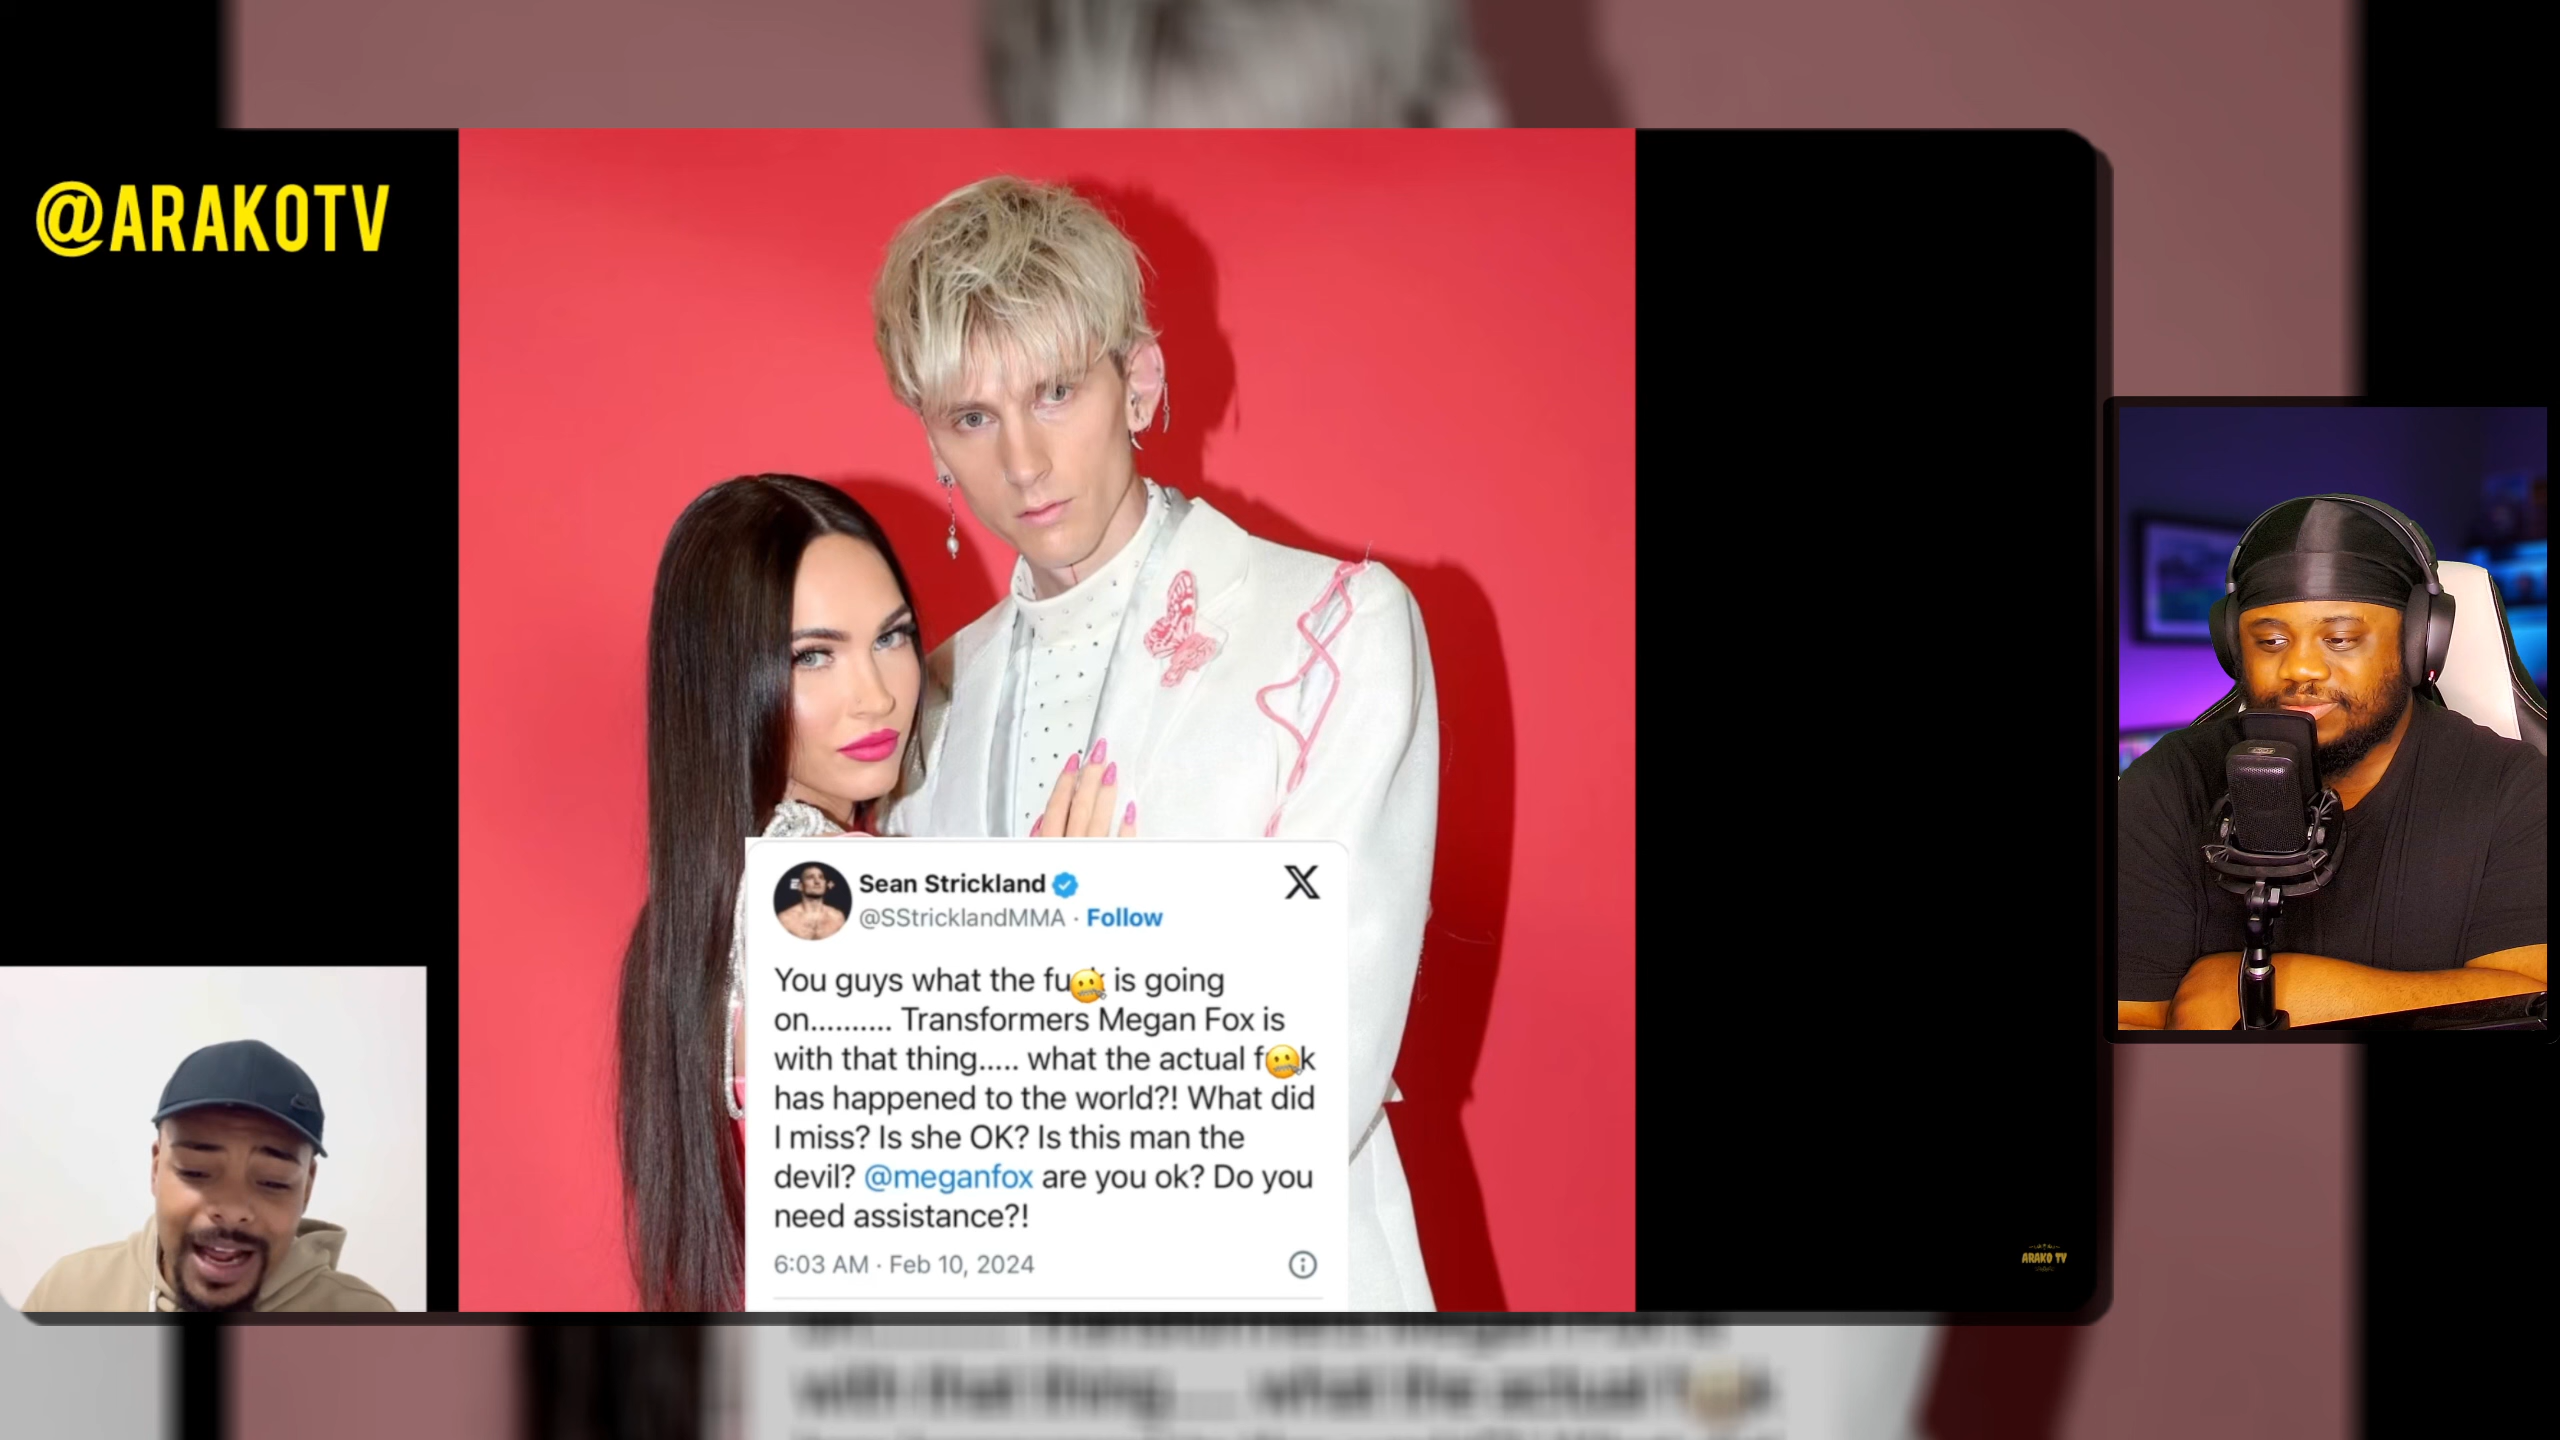 @ARAKOTV
Sean Strickland
@SStricklandMMA · Follow
You guys what the fu🤐k is going
on.......... Transformers Megan Fox is
with that thing..... what the actual f🤐k
has happened to the world?! What did
I miss? Is she OK? Is this man the
devil? @meganfox are you ok? Do you
need assistance?!
6:03 AM · Feb 10, 2024
ARAKO TV